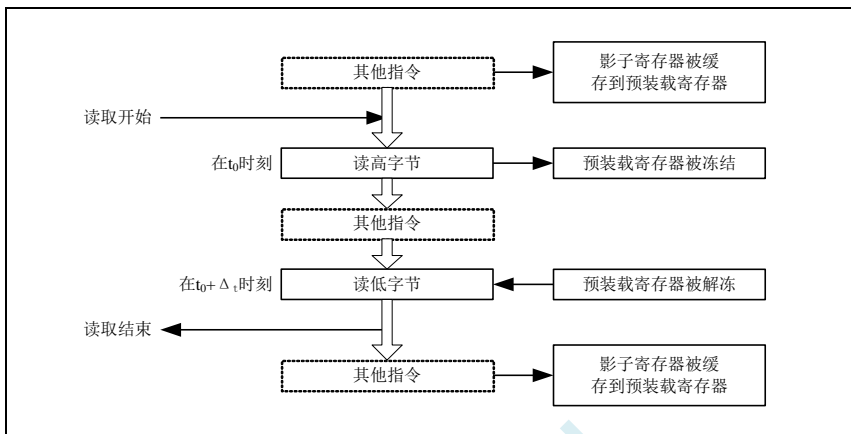 其他指令
影子寄存器被缓
存到预装载寄存器
读取开始
在t₀时刻
读高字节
预装载寄存器被冻结
其他指令
在t₀+Δₜ时刻
读低字节
预装载寄存器被解冻
读取结束
其他指令
影子寄存器被缓
存到预装载寄存器